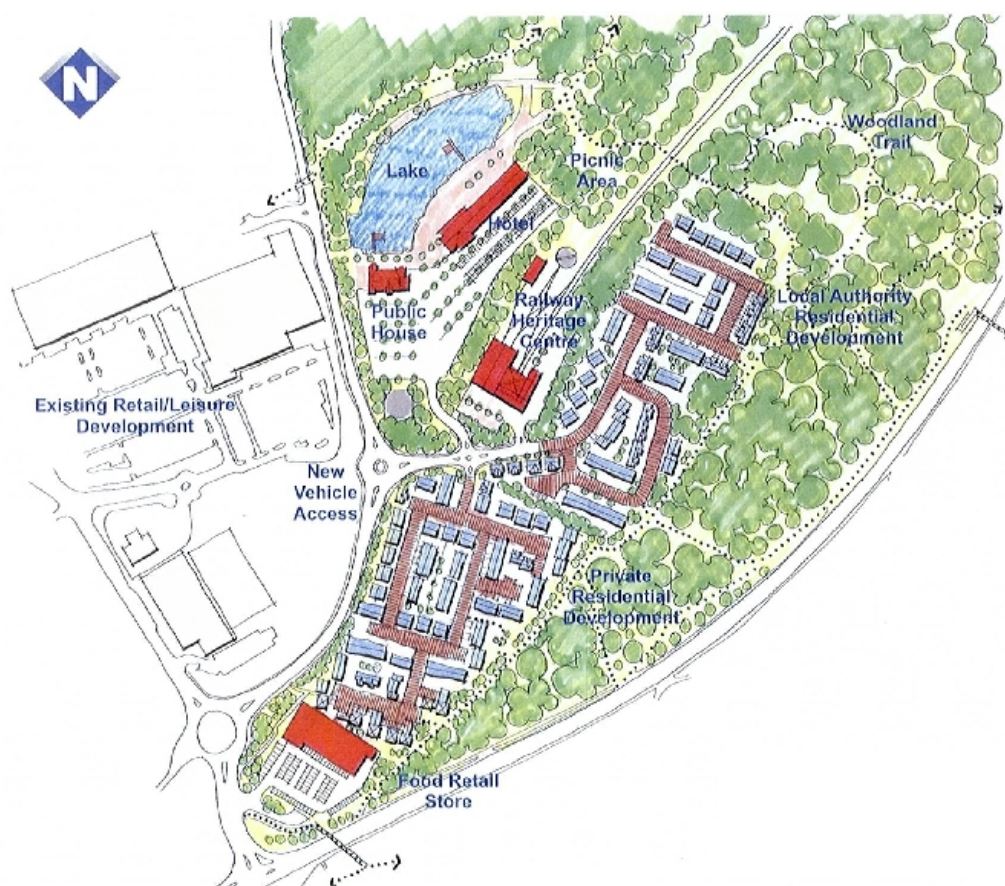 N
Woodland
Trail
Lake
Picnic
Area
Hotel
Public
House
Railway
Heritage
Centre
Local Authority
Residential
Development
Existing Retail/Leisure
Development
New
Vehicle
Access
Private
Residential
Development
Food Retail
Store